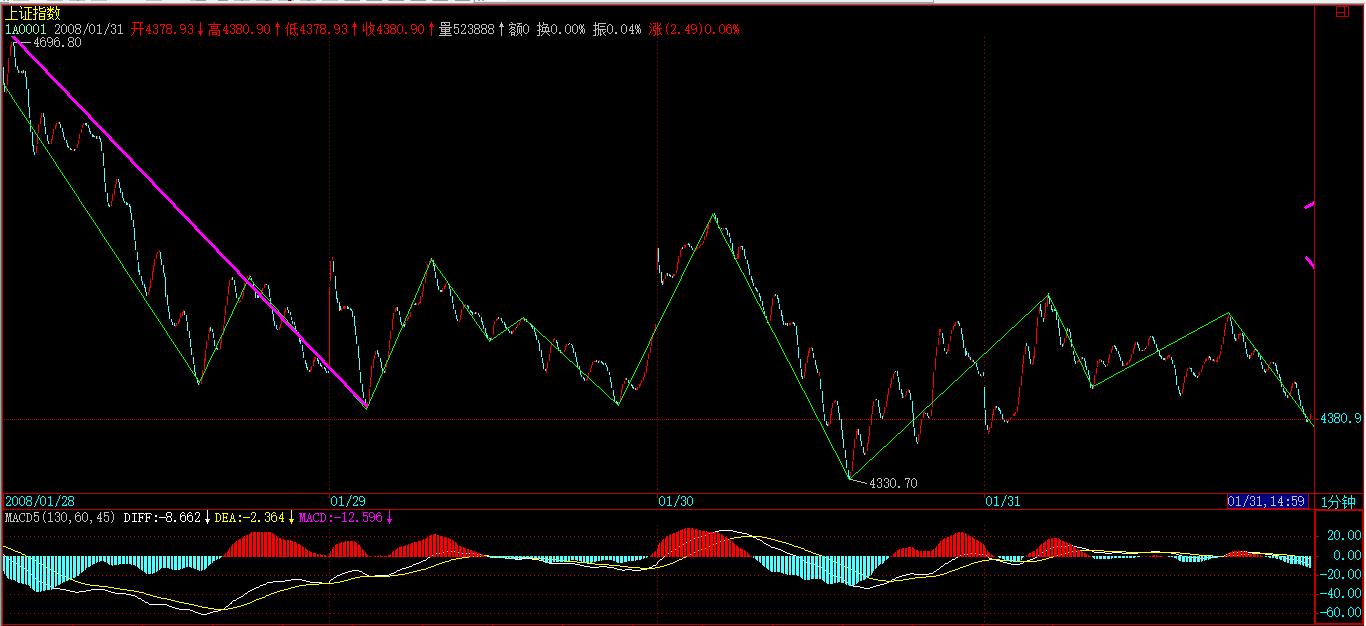 上证指数
1A0001 2008/01/31 开4378.93↓高4380.90↑低4378.93↑收4380.90↑量523888↑额0 换0.00% 振0.04% 涨(2.49)0.06%
4696.80
4380.9
4330.70
2008/01/28 01/29 01/30 01/31 01/31,14:59 1分钟
MACD5(130,60,45) DIFF:-8.662↓DEA:-2.364↓MACD:-12.596↓
20.00
0.00
-20.00
-40.00
-60.00